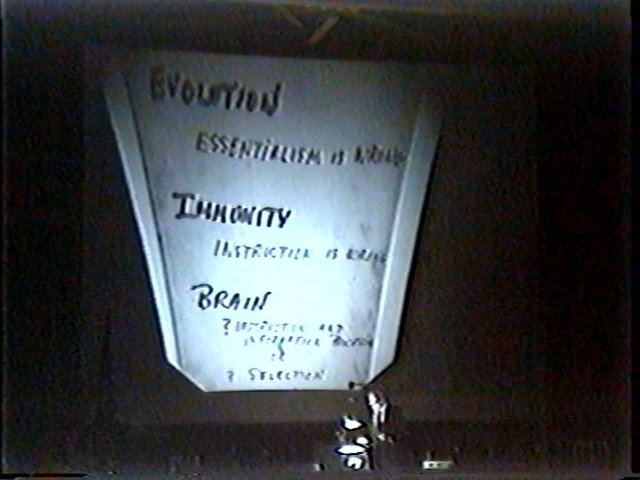 EVOLUTION
ESSENTIALISM IS WRONG
IMMUNITY
INSTRUCTION IS WRONG
BRAIN
? INSTRUCTION AND
INFORMATION
OR
? SELECTION